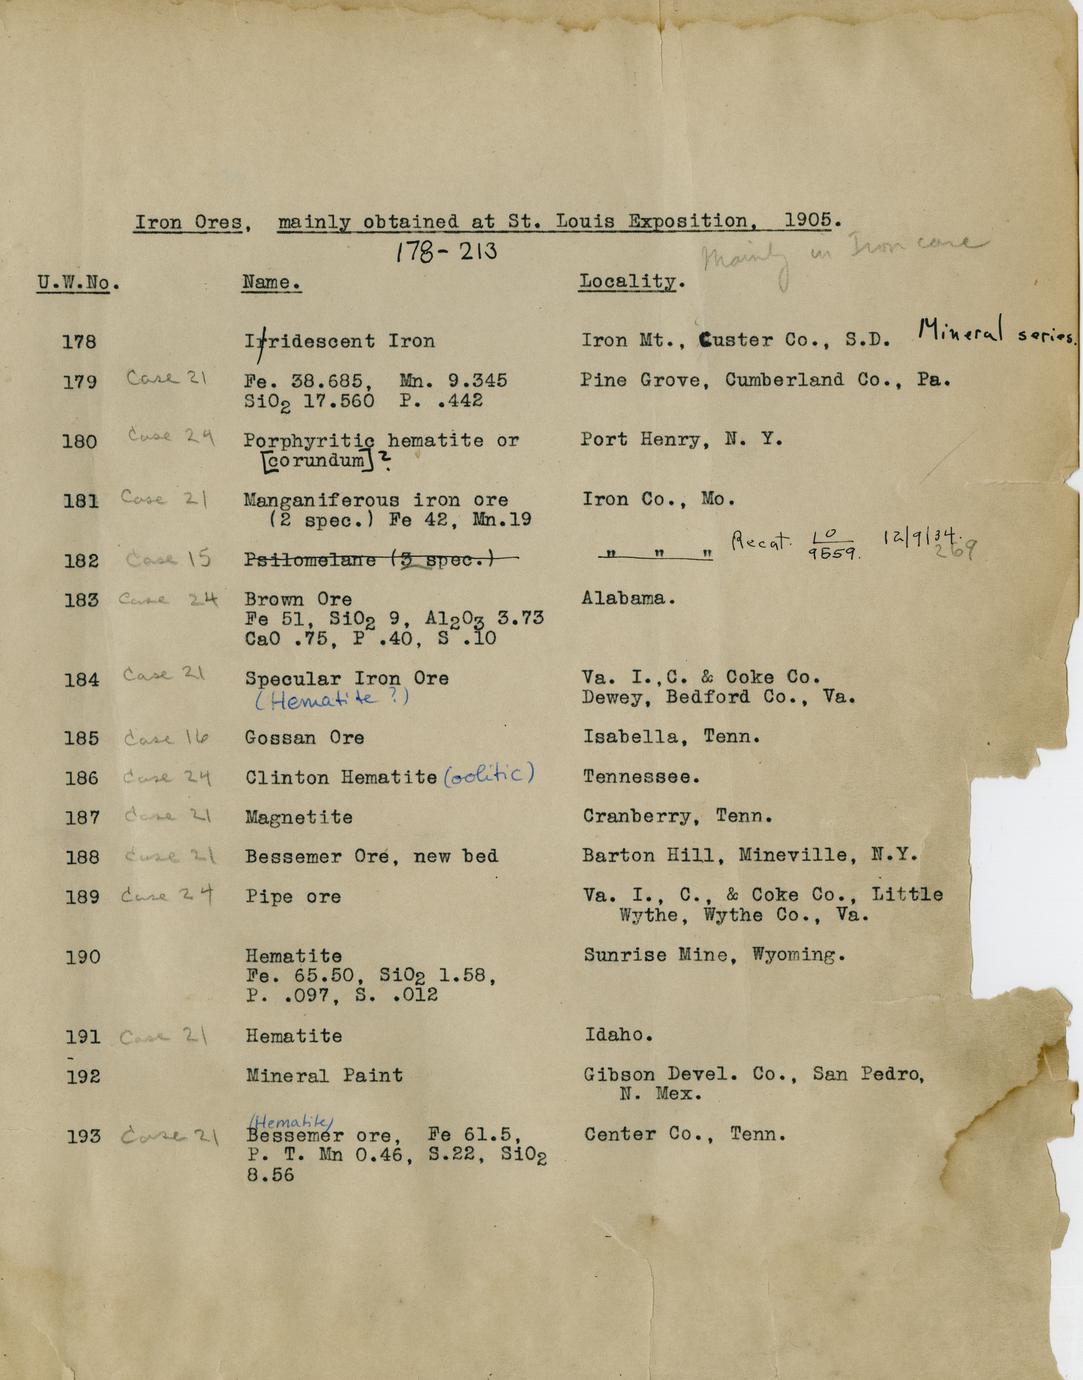 Iron Ores, mainly obtained at St. Louis Exposition, 1905.
178-213
Mainly in Iron case
U.W.No. Name. Locality.
178 Irridescent Iron Iron Mt., Custer Co., S.D. Mineral series.
179 Case 21 Fe. 38.685, Mn. 9.345 Pine Grove, Cumberland Co., Pa.
SiO2 17.560 P. .442
180 Case 24 Porphyritic hematite or Port Henry, N. Y.
[corundum]?
181 Case 21 Manganiferous iron ore Iron Co., Mo.
(2 spec.) Fe 42, Mn.19
182 Case 15 Psilomelane (3 spec.) " " " Recat. 10/9559. 12/9/34.
269
183 Case 24 Brown Ore Alabama.
Fe 51, SiO2 9, Al2O3 3.73
CaO .75, P .40, S .10
184 Case 21 Specular Iron Ore Va. I.,C. & Coke Co.
(Hematite ?) Dewey, Bedford Co., Va.
185 Case 16 Gossan Ore Isabella, Tenn.
186 Case 24 Clinton Hematite (oolitic) Tennessee.
187 Case 21 Magnetite Cranberry, Tenn.
188 Case 21 Bessemer Ore, new bed Barton Hill, Mineville, N.Y.
189 Case 24 Pipe ore Va. I., C., & Coke Co., Little
Wythe, Wythe Co., Va.
190 Hematite Sunrise Mine, Wyoming.
Fe. 65.50, SiO2 1.58,
P. .097, S. .012
191 Case 21 Hematite Idaho.
192 Mineral Paint Gibson Devel. Co., San Pedro,
N. Mex.
(Hematite)
193 Case 21 Bessemer ore, Fe 61.5, Center Co., Tenn.
P. T. Mn 0.46, S.22, SiO2
8.56